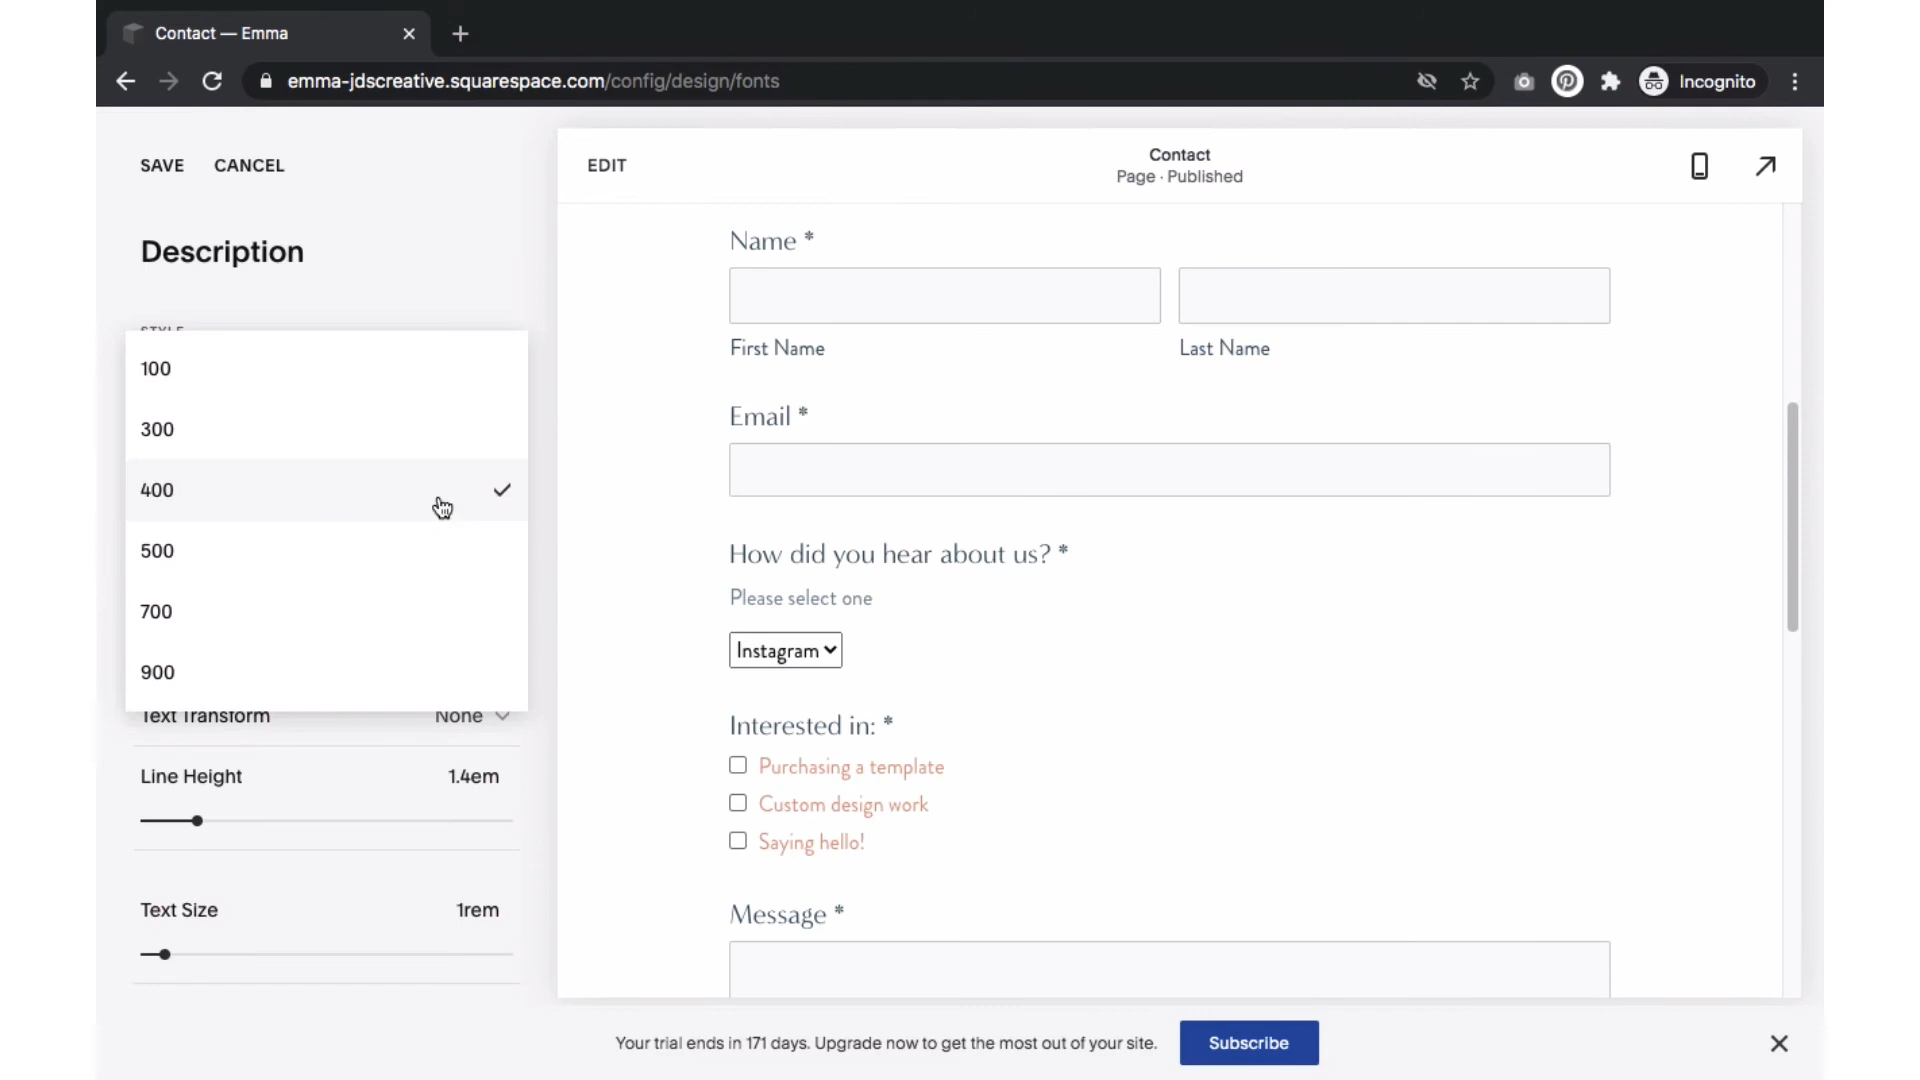 Contact — Emma
emma-jdscreative.squarespace.com/config/design/fonts
Incognito
SAVE CANCEL
Description
STYLE
100
300
400
500
700
900
Text Transform None
Line Height 1.4em
Text Size 1rem
EDIT
Contact
Page · Published
Name *
First Name Last Name
Email *
How did you hear about us? *
Please select one
Instagram
Interested in: *
Purchasing a template
Custom design work
Saying hello!
Message *
Your trial ends in 171 days. Upgrade now to get the most out of your site.
Subscribe